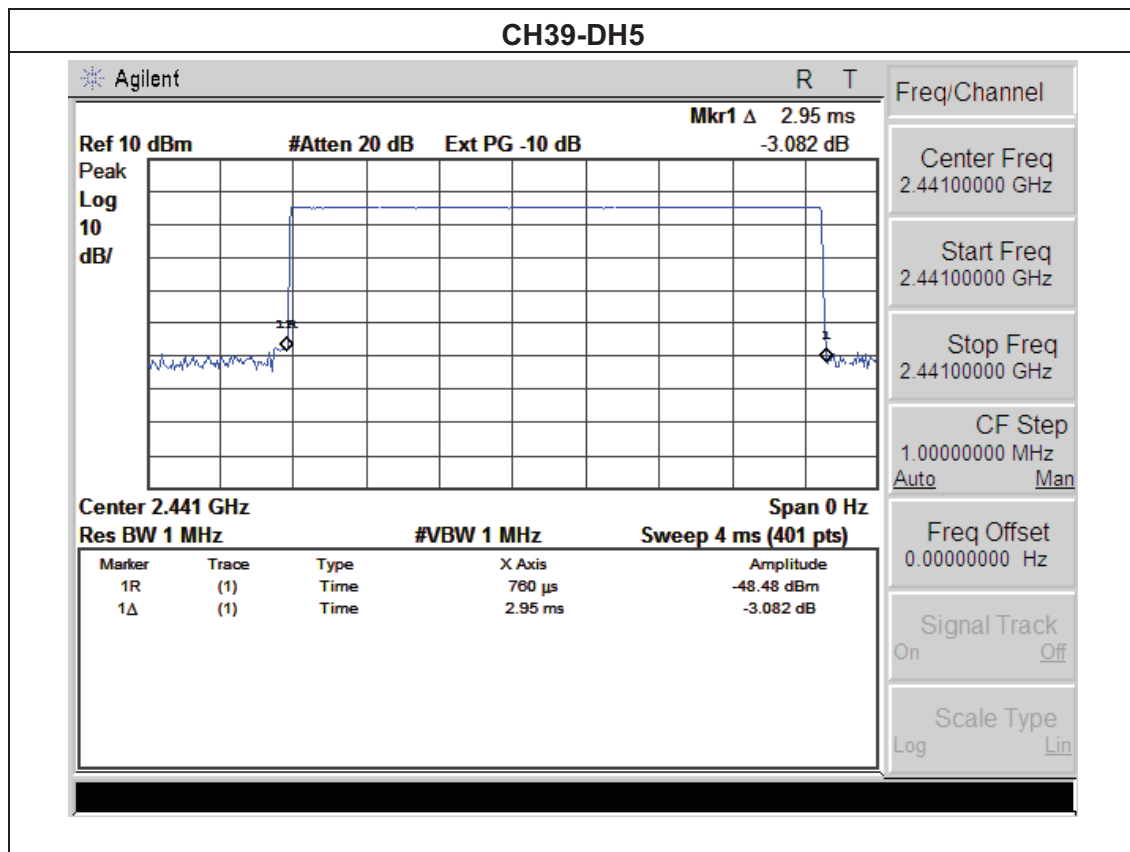 CH39-DH5
Agilent R T
Mkr1 Δ 2.95 ms
Ref 10 dBm #Atten 20 dB Ext PG -10 dB -3.082 dB
Peak
Log
10
dB/
1R
1
Center 2.441 GHz Span 0 Hz
Res BW 1 MHz #VBW 1 MHz Sweep 4 ms (401 pts)
Marker Trace Type X Axis Amplitude
1R (1) Time 760 µs -48.48 dBm
1Δ (1) Time 2.95 ms -3.082 dB
Freq/Channel
Center Freq
2.44100000 GHz
Start Freq
2.44100000 GHz
Stop Freq
2.44100000 GHz
CF Step
1.00000000 MHz
Auto Man
Freq Offset
0.00000000 Hz
Signal Track
On Off
Scale Type
Log Lin